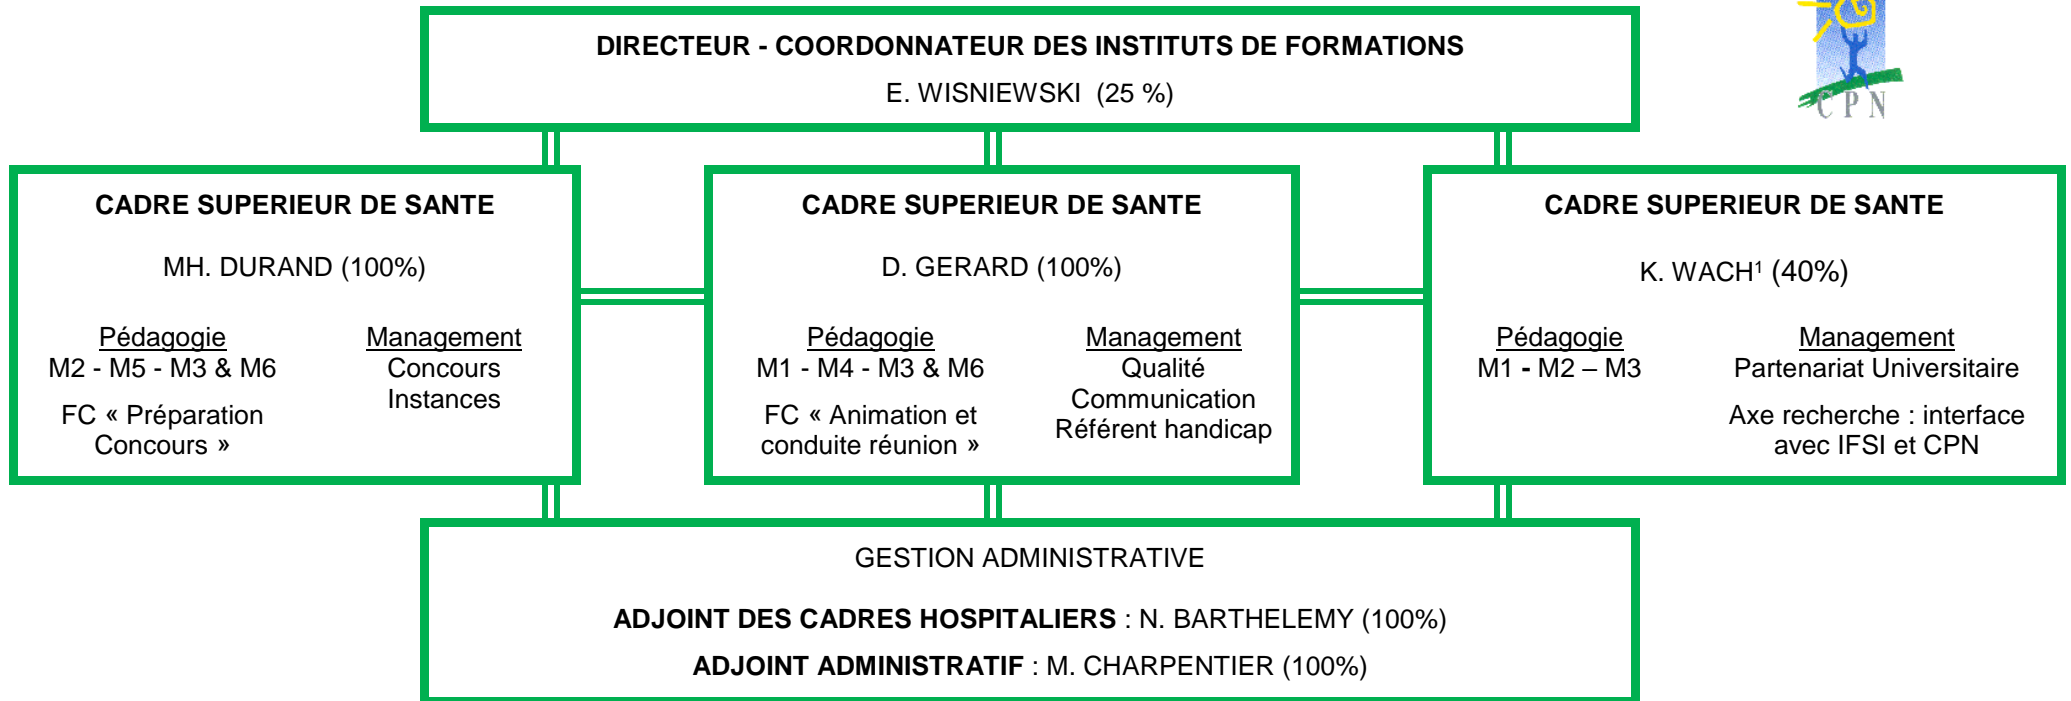 DIRECTEUR - COORDONNATEUR DES INSTITUTS DE FORMATIONS
E. WISNIEWSKI (25 %)
CPN
CADRE SUPERIEUR DE SANTE
MH. DURAND (100%)
Pédagogie
M2 - M5 - M3 & M6
FC « Préparation
Concours »
Management
Concours
Instances
CADRE SUPERIEUR DE SANTE
D. GERARD (100%)
Pédagogie
M1 - M4 - M3 & M6
FC « Animation et
conduite réunion »
Management
Qualité
Communication
Référent handicap
CADRE SUPERIEUR DE SANTE
K. WACH¹ (40%)
Pédagogie
M1 - M2 – M3
Management
Partenariat Universitaire
Axe recherche : interface
avec IFSI et CPN
GESTION ADMINISTRATIVE
ADJOINT DES CADRES HOSPITALIERS : N. BARTHELEMY (100%)
ADJOINT ADMINISTRATIF : M. CHARPENTIER (100%)